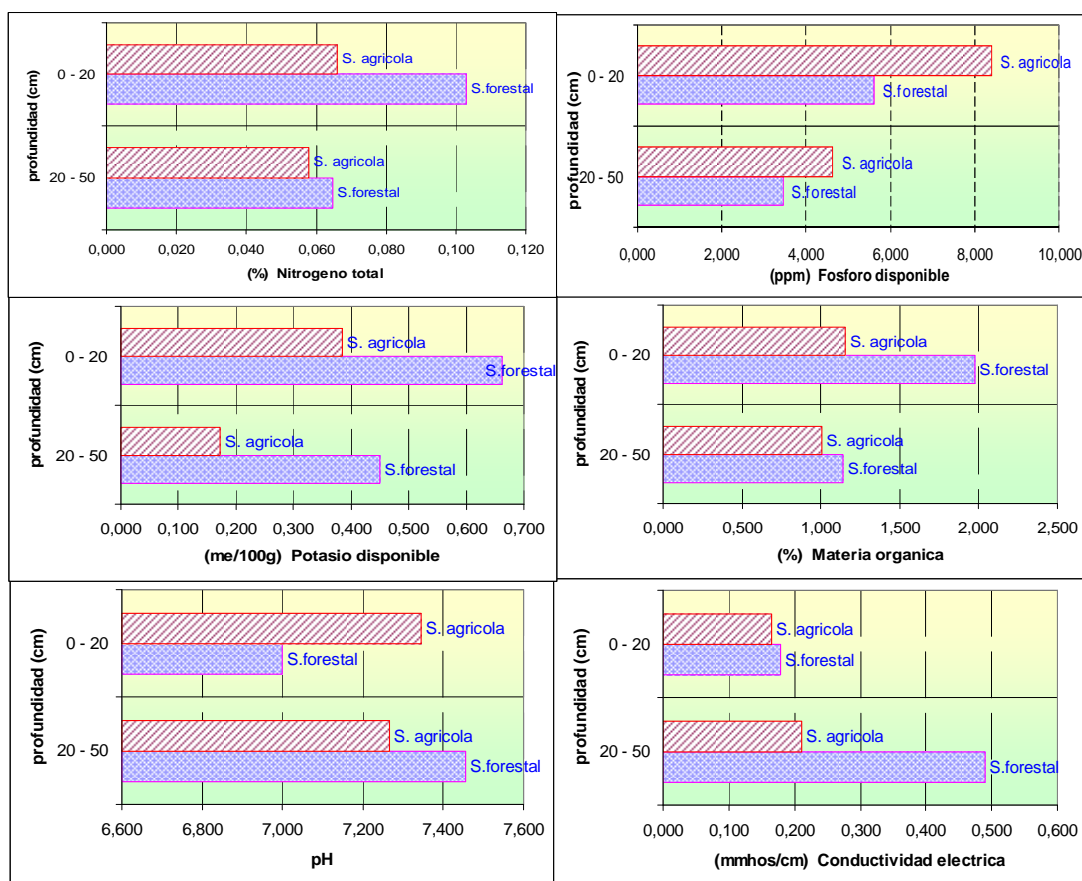 profundidad (cm)
0 - 20
S. agricola
S.forestal
20 - 50
S. agricola
S.forestal
0,000 0,020 0,040 0,060 0,080 0,100 0,120
(%) Nitrogeno total
profundidad (cm)
0 - 20
S. agricola
S.forestal
20 - 50
S. agricola
S.forestal
0,000 2,000 4,000 6,000 8,000 10,000
(ppm) Fosforo disponible
profundidad (cm)
0 - 20
S. agricola
S.forestal
20 - 50
S. agricola
S.forestal
0,000 0,100 0,200 0,300 0,400 0,500 0,600 0,700
(me/100g) Potasio disponible
profundidad (cm)
0 - 20
S. agricola
S.forestal
20 - 50
S. agricola
S.forestal
0,000 0,500 1,000 1,500 2,000 2,500
(%) Materia organica
profundidad (cm)
0 - 20
S. agricola
S.forestal
20 - 50
S. agricola
S.forestal
6,600 6,800 7,000 7,200 7,400 7,600
pH
profundidad (cm)
0 - 20
S. agricola
S.forestal
20 - 50
S. agricola
S.forestal
0,000 0,100 0,200 0,300 0,400 0,500 0,600
(mmhos/cm) Conductividad electrica